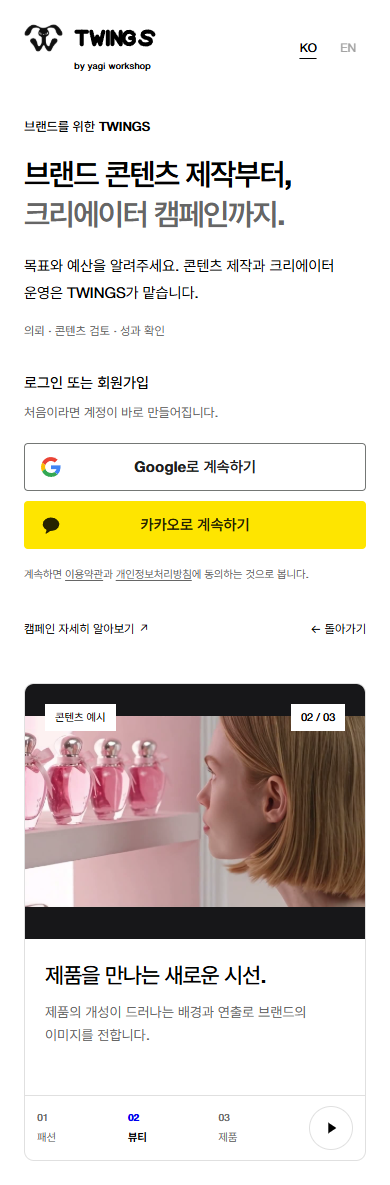 TWINGS
by yagi workshop
KO
EN
브랜드를 위한 TWINGS
브랜드 콘텐츠 제작부터,
크리에이터 캠페인까지.
목표와 예산을 알려주세요. 콘텐츠 제작과 크리에이터
운영은 TWINGS가 맡습니다.
의뢰 · 콘텐츠 검토 · 성과 확인
로그인 또는 회원가입
처음이라면 계정이 바로 만들어집니다.
Google로 계속하기
카카오로 계속하기
계속하면 이용약관과 개인정보처리방침에 동의하는 것으로 봅니다.
캠페인 자세히 알아보기 ↗
← 돌아가기
콘텐츠 예시
02 / 03
제품을 만나는 새로운 시선.
제품의 개성이 드러나는 배경과 연출로 브랜드의
이미지를 전합니다.
01
패션
02
뷰티
03
제품